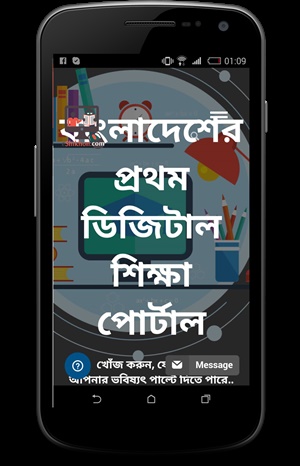 01:09
বাংলাদেশের
প্রথম
ডিজিটাল
শিক্ষা
পোর্টাল
খোঁজ করুন,
Message
আপনার ভবিষ্যৎ পাল্টে দিতে পারে..